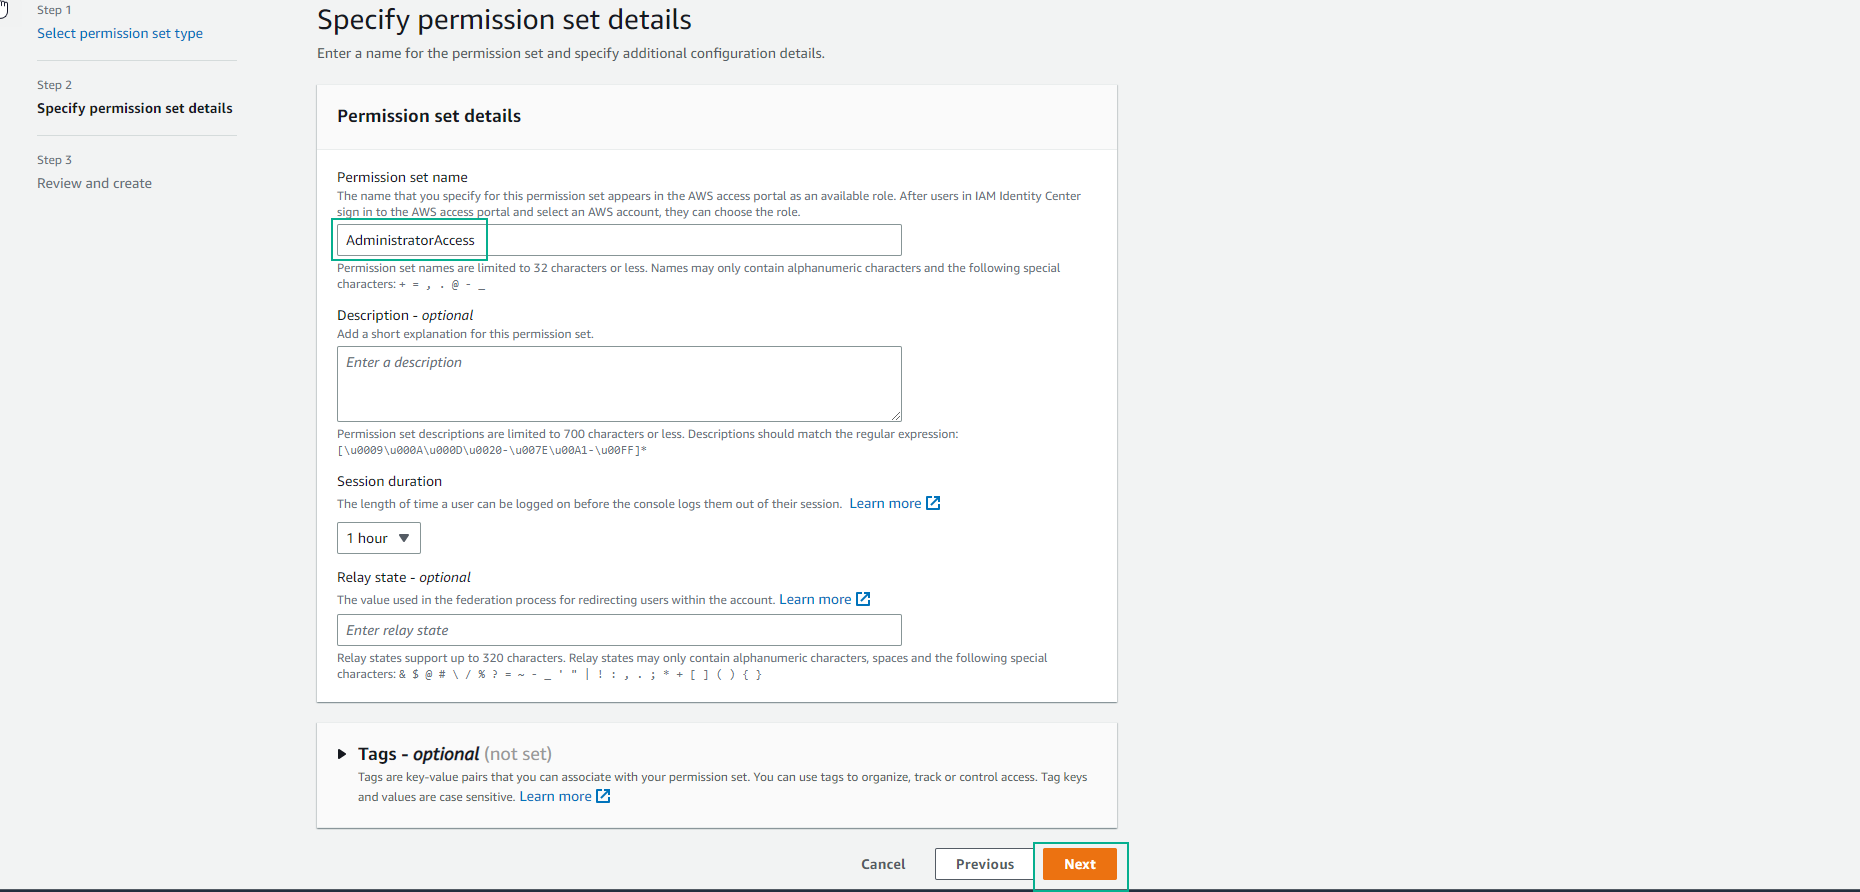 Step 1
Select permission set type
Step 2
Specify permission set details
Step 3
Review and create
Specify permission set details
Enter a name for the permission set and specify additional configuration details.
Permission set details
Permission set name
The name that you specify for this permission set appears in the AWS access portal as an available role. After users in IAM Identity Center
sign in to the AWS access portal and select an AWS account, they can choose the role.
AdministratorAccess
Permission set names are limited to 32 characters or less. Names may only contain alphanumeric characters and the following special
characters: + = , . @ - _
Description - optional
Add a short explanation for this permission set.
Enter a description
Permission set descriptions are limited to 700 characters or less. Descriptions should match the regular expression:
[\u0009\u000A\u000D\u0020-\u007E\u00A1-\u00FF]*
Session duration
The length of time a user can be logged on before the console logs them out of their session. Learn more
1 hour
Relay state - optional
The value used in the federation process for redirecting users within the account. Learn more
Enter relay state
Relay states support up to 320 characters. Relay states may only contain alphanumeric characters, spaces and the following special
characters: & $ @ # \ / % ? = ~ - _ ' " | ! : , . ; * + [ ] ( ) { }
Tags - optional (not set)
Tags are key-value pairs that you can associate with your permission set. You can use tags to organize, track or control access. Tag keys
and values are case sensitive. Learn more
Cancel
Previous
Next